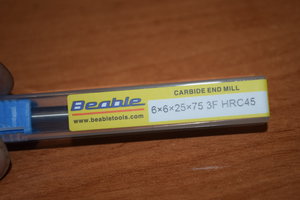 CARBIDE END MILL
Beable
6×6×25×75 3F HRC45
www.beabletools.com